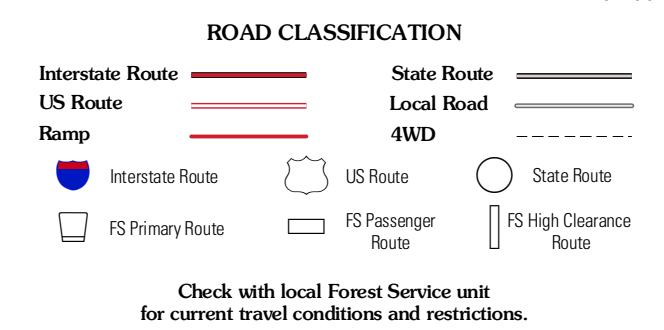 ROAD CLASSIFICATION
Interstate Route
State Route
US Route
Local Road
Ramp
4WD
Interstate Route
US Route
State Route
FS Primary Route
FS Passenger
Route
FS High Clearance
Route
Check with local Forest Service unit
for current travel conditions and restrictions.